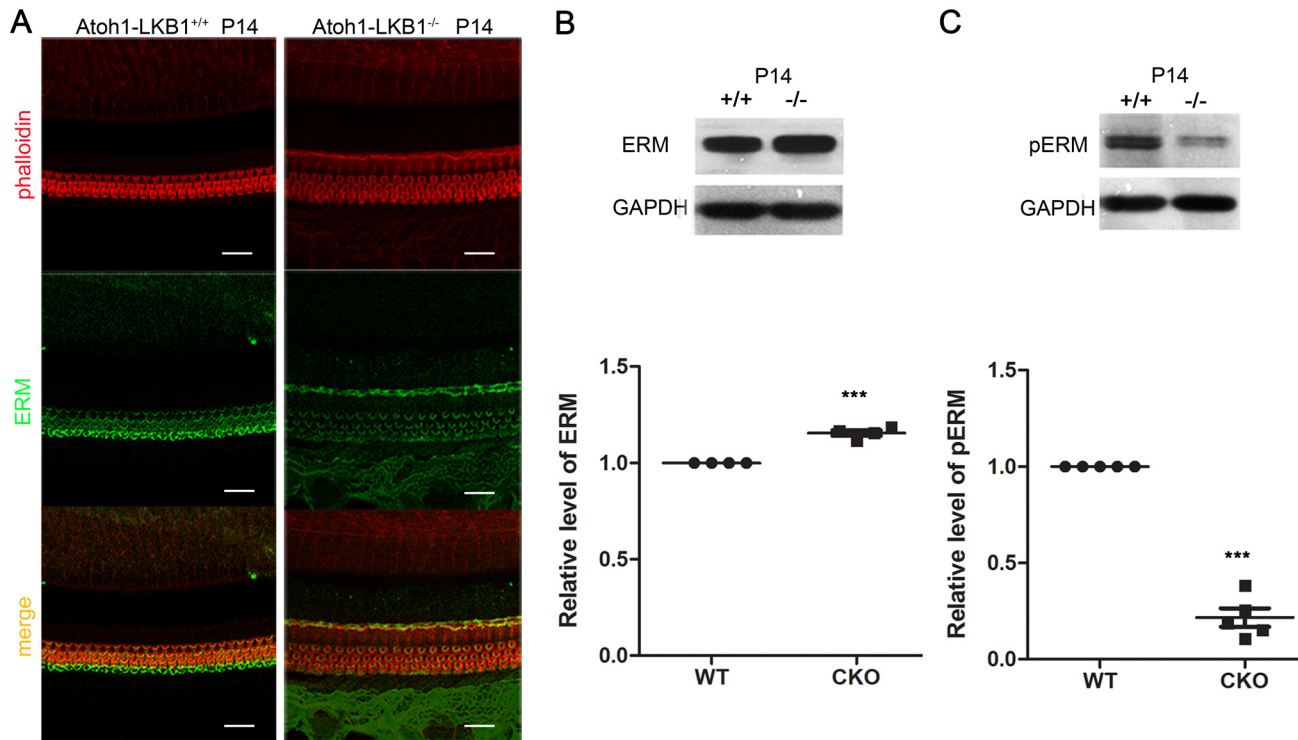 A
Atoh1-LKB1+/+ P14
Atoh1-LKB1-/- P14
phalloidin
ERM
merge
B
P14
+/+ -/-
ERM
GAPDH
Relative level of ERM
1.5
***
1.0
0.5
0.0
WT CKO
C
P14
+/+ -/-
pERM
GAPDH
Relative level of pERM
1.5
1.0
0.5
***
0.0
WT CKO